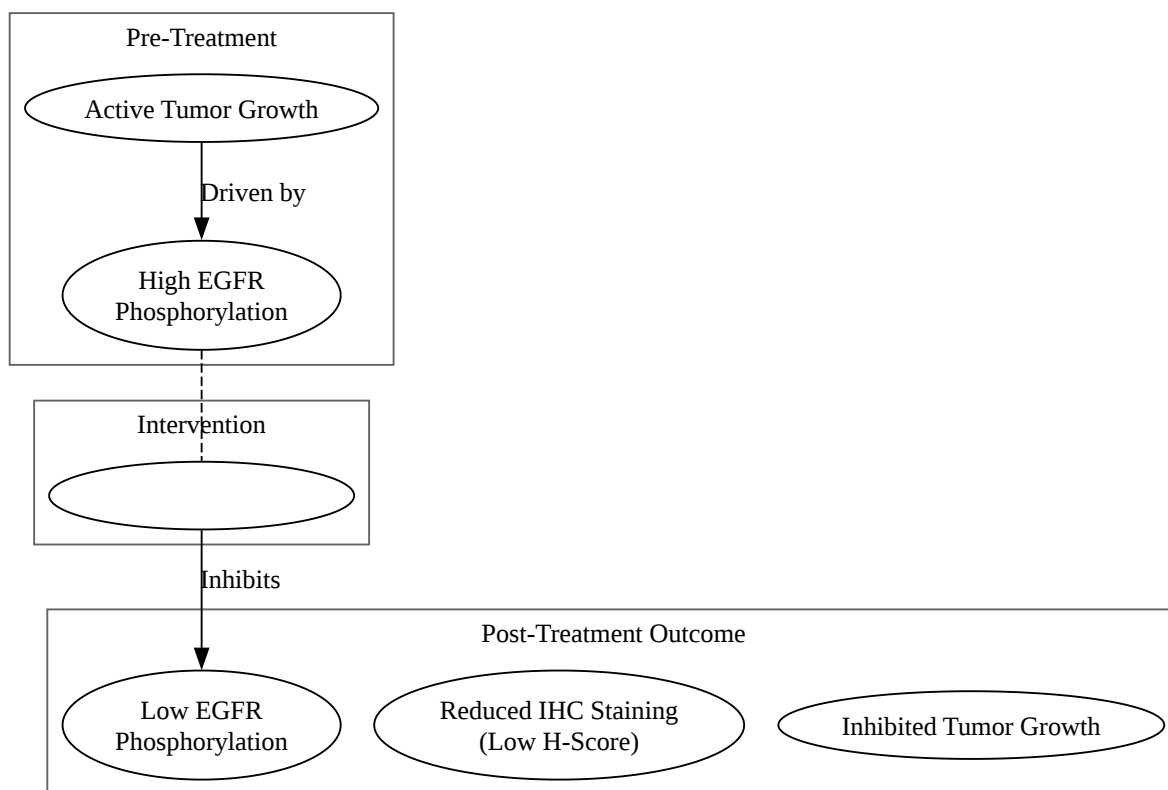 Pre-Treatment
Active Tumor Growth
Driven by
High EGFR
Phosphorylation
Intervention
Inhibits
Post-Treatment Outcome
Low EGFR
Phosphorylation
Reduced IHC Staining
(Low H-Score)
Inhibited Tumor Growth